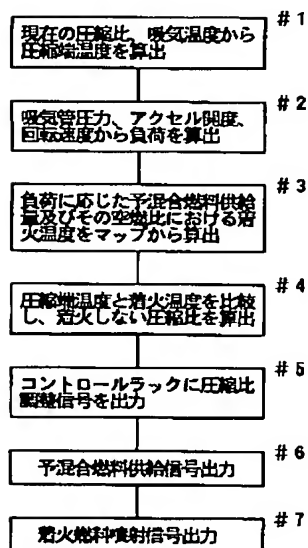 #1
現在の圧縮比、吸気温度から
圧縮端温度を算出
#2
吸気管圧力、アクセル開度、
回転速度から負荷を算出
#3
負荷に応じた予混合燃料供給
量及びその空燃比における着
火温度をマップから算出
#4
圧縮端温度と着火温度を比較
し、着火しない圧縮比を算出
#5
コントロールラックに圧縮比
調整信号を出力
#6
予混合燃料供給信号出力
#7
着火燃料噴射信号出力